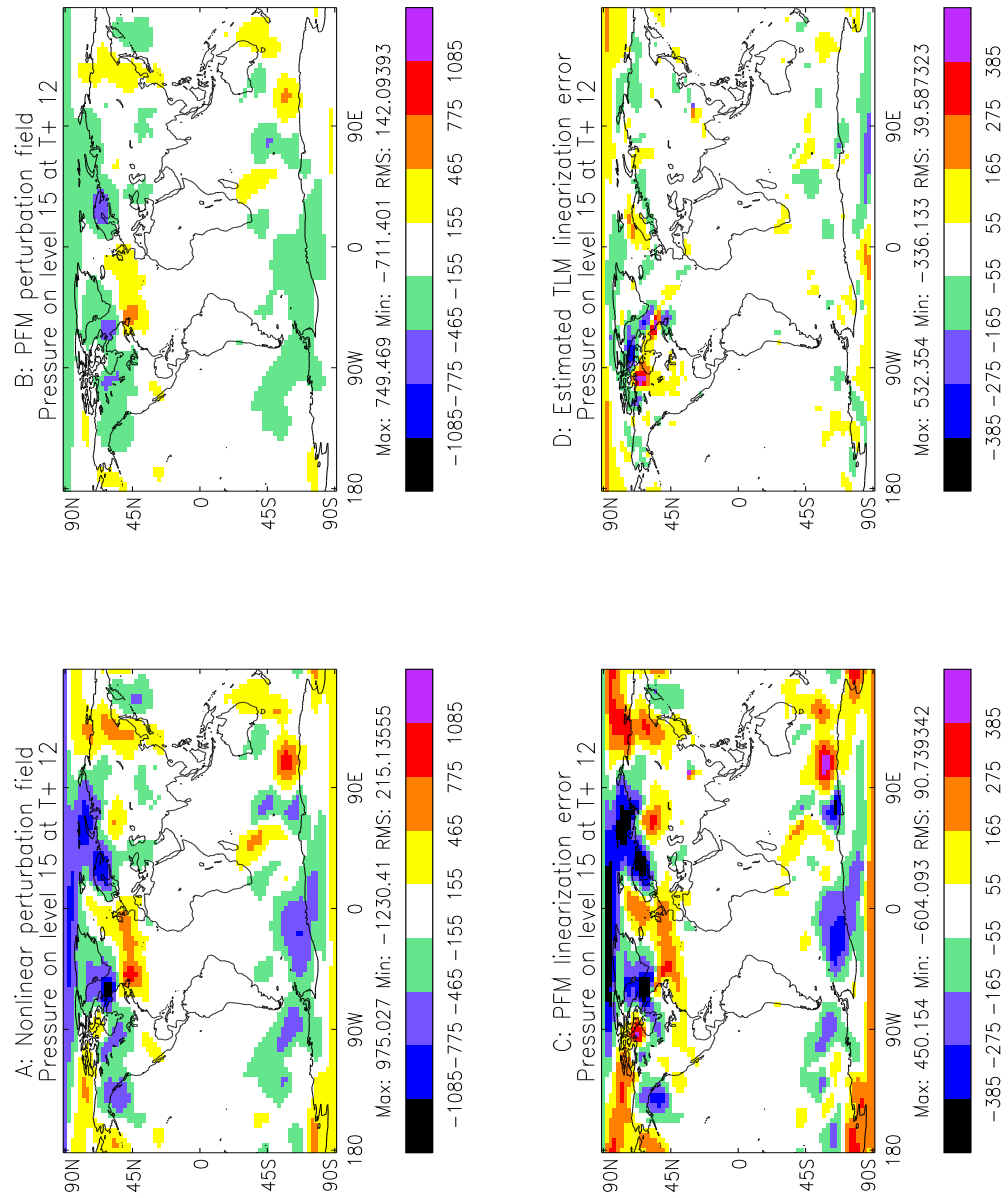 A: Nonlinear perturbation field
Pressure on level 15 at T+ 12
90N
45N
0
45S
90S
180 90W 0 90E
Max: 975.027 Min: -1230.41 RMS: 215.13555
-1085-775 -465-155 155 465 775 1085
B: PFM perturbation field
Pressure on level 15 at T+ 12
90N
45N
0
45S
90S
180 90W 0 90E
Max: 749.469 Min: -711.401 RMS: 142.09393
-1085-775 -465-155 155 465 775 1085
C: PFM linearization error
Pressure on level 15 at T+ 12
90N
45N
0
45S
90S
180 90W 0 90E
Max: 450.154 Min: -604.093 RMS: 90.739342
-385 -275 -165 -55 55 165 275 385
D: Estimated TLM linearization error
Pressure on level 15 at T+ 12
90N
45N
0
45S
90S
180 90W 0 90E
Max: 532.354 Min: -336.133 RMS: 39.587323
-385 -275 -165 -55 55 165 275 385